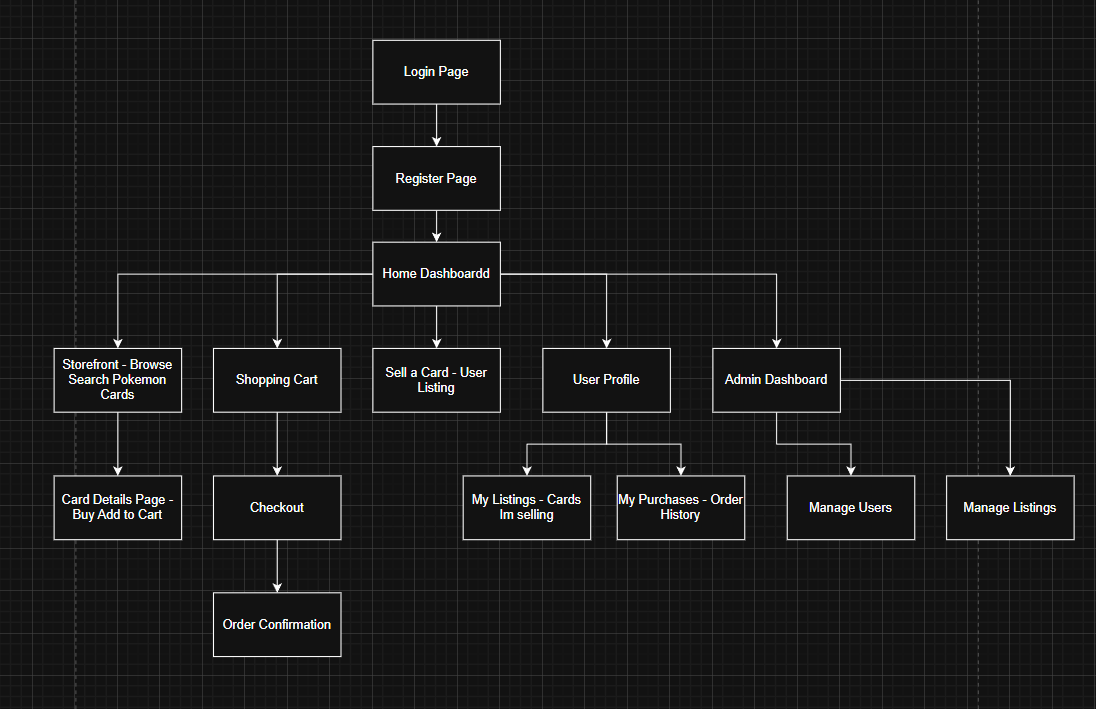 Login Page
Register Page
Home Dashboardd
Storefront - Browse
Search Pokemon
Cards
Shopping Cart
Sell a Card - User
Listing
User Profile
Admin Dashboard
Card Details Page -
Buy Add to Cart
Checkout
My Listings - Cards
Im selling
My Purchases - Order
History
Manage Users
Manage Listings
Order Confirmation